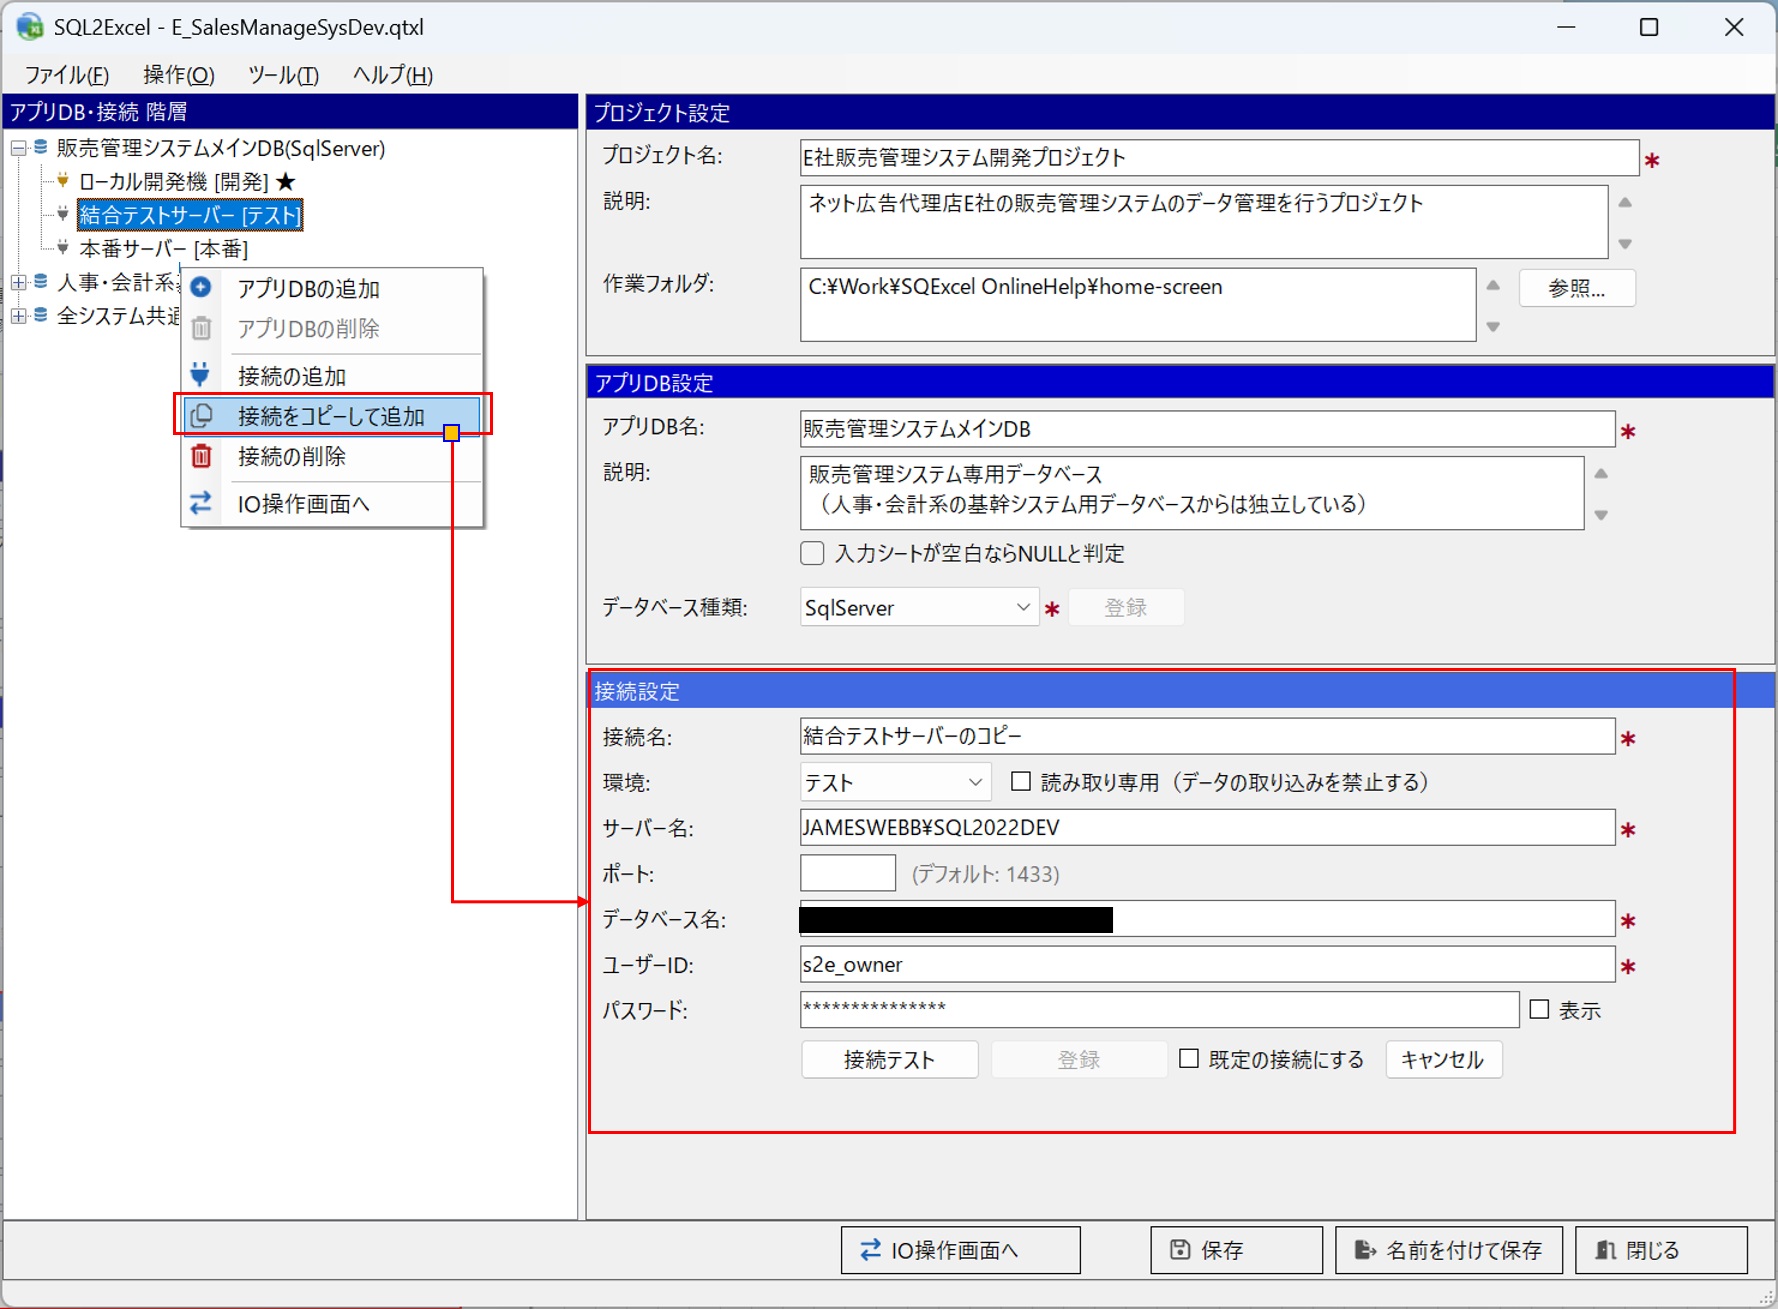 SQL2Excel - E_SalesManageSysDev.qtxl
ファイル(F) 操作(O) ツール(T) ヘルプ(H)
アプリDB・接続 階層
販売管理システムメインDB(SqlServer)
ローカル開発機 [開発] ★
結合テストサーバー [テスト]
本番サーバー [本番]
人事・会計系
全システム共通
アプリDBの追加
アプリDBの削除
接続の追加
接続をコピーして追加
接続の削除
IO操作画面へ
プロジェクト設定
プロジェクト名: E社販売管理システム開発プロジェクト *
説明: ネット広告代理店E社の販売管理システムのデータ管理を行うプロジェクト
作業フォルダ: C:¥Work¥SQExcel OnlineHelp¥home-screen 参照...
アプリDB設定
アプリDB名: 販売管理システムメインDB *
説明: 販売管理システム専用データベース
（人事・会計系の基幹システム用データベースからは独立している）
入力シートが空白ならNULLと判定
データベース種類: SqlServer * 登録
接続設定
接続名: 結合テストサーバーのコピー *
環境: テスト 読み取り専用（データの取り込みを禁止する）
サーバー名: JAMESWEBB¥SQL2022DEV *
ポート: (デフォルト: 1433)
データベース名: *
ユーザーID: s2e_owner *
パスワード: *************** 表示
接続テスト 登録 既定の接続にする キャンセル
IO操作画面へ 保存 名前を付けて保存 閉じる